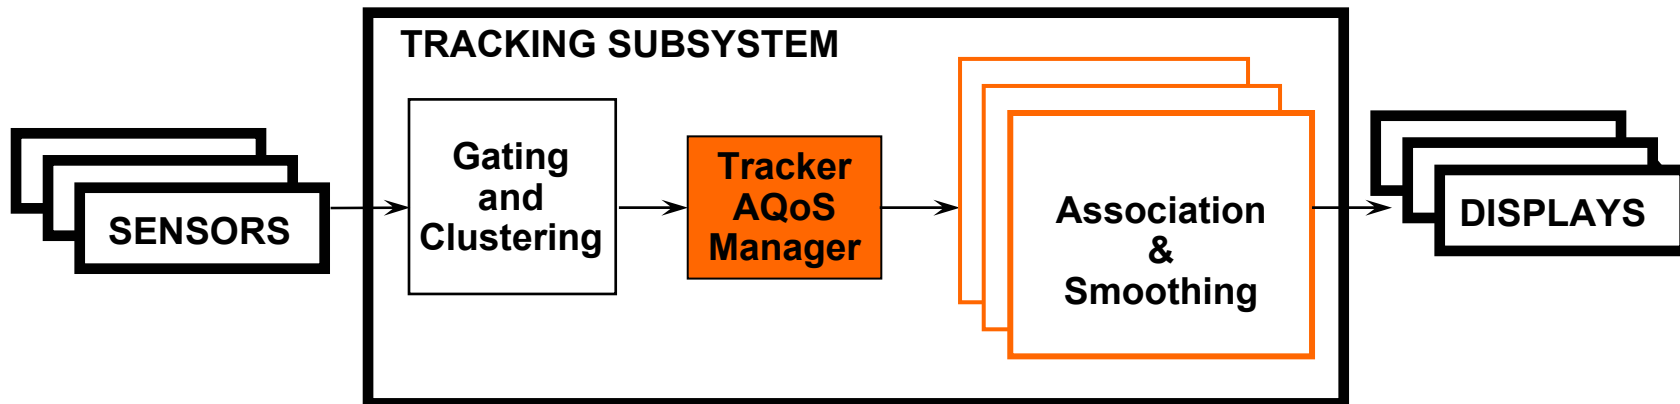 TRACKING SUBSYSTEM
SENSORS
Gating
and
Clustering
Tracker
AQoS
Manager
Association
&
Smoothing
DISPLAYS